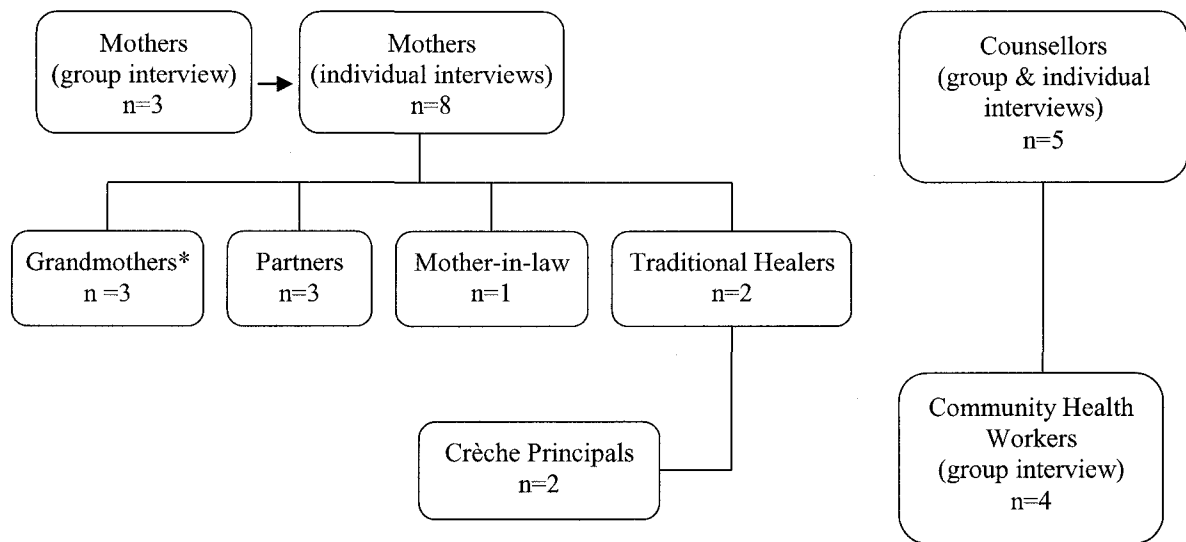 Mothers
(group interview)
n=3
Mothers
(individual interviews)
n=8
Counsellors
(group & individual
interviews)
n=5
Grandmothers*
n =3
Partners
n=3
Mother-in-law
n=1
Traditional Healers
n=2
Crèche Principals
n=2
Community Health
Workers
(group interview)
n=4